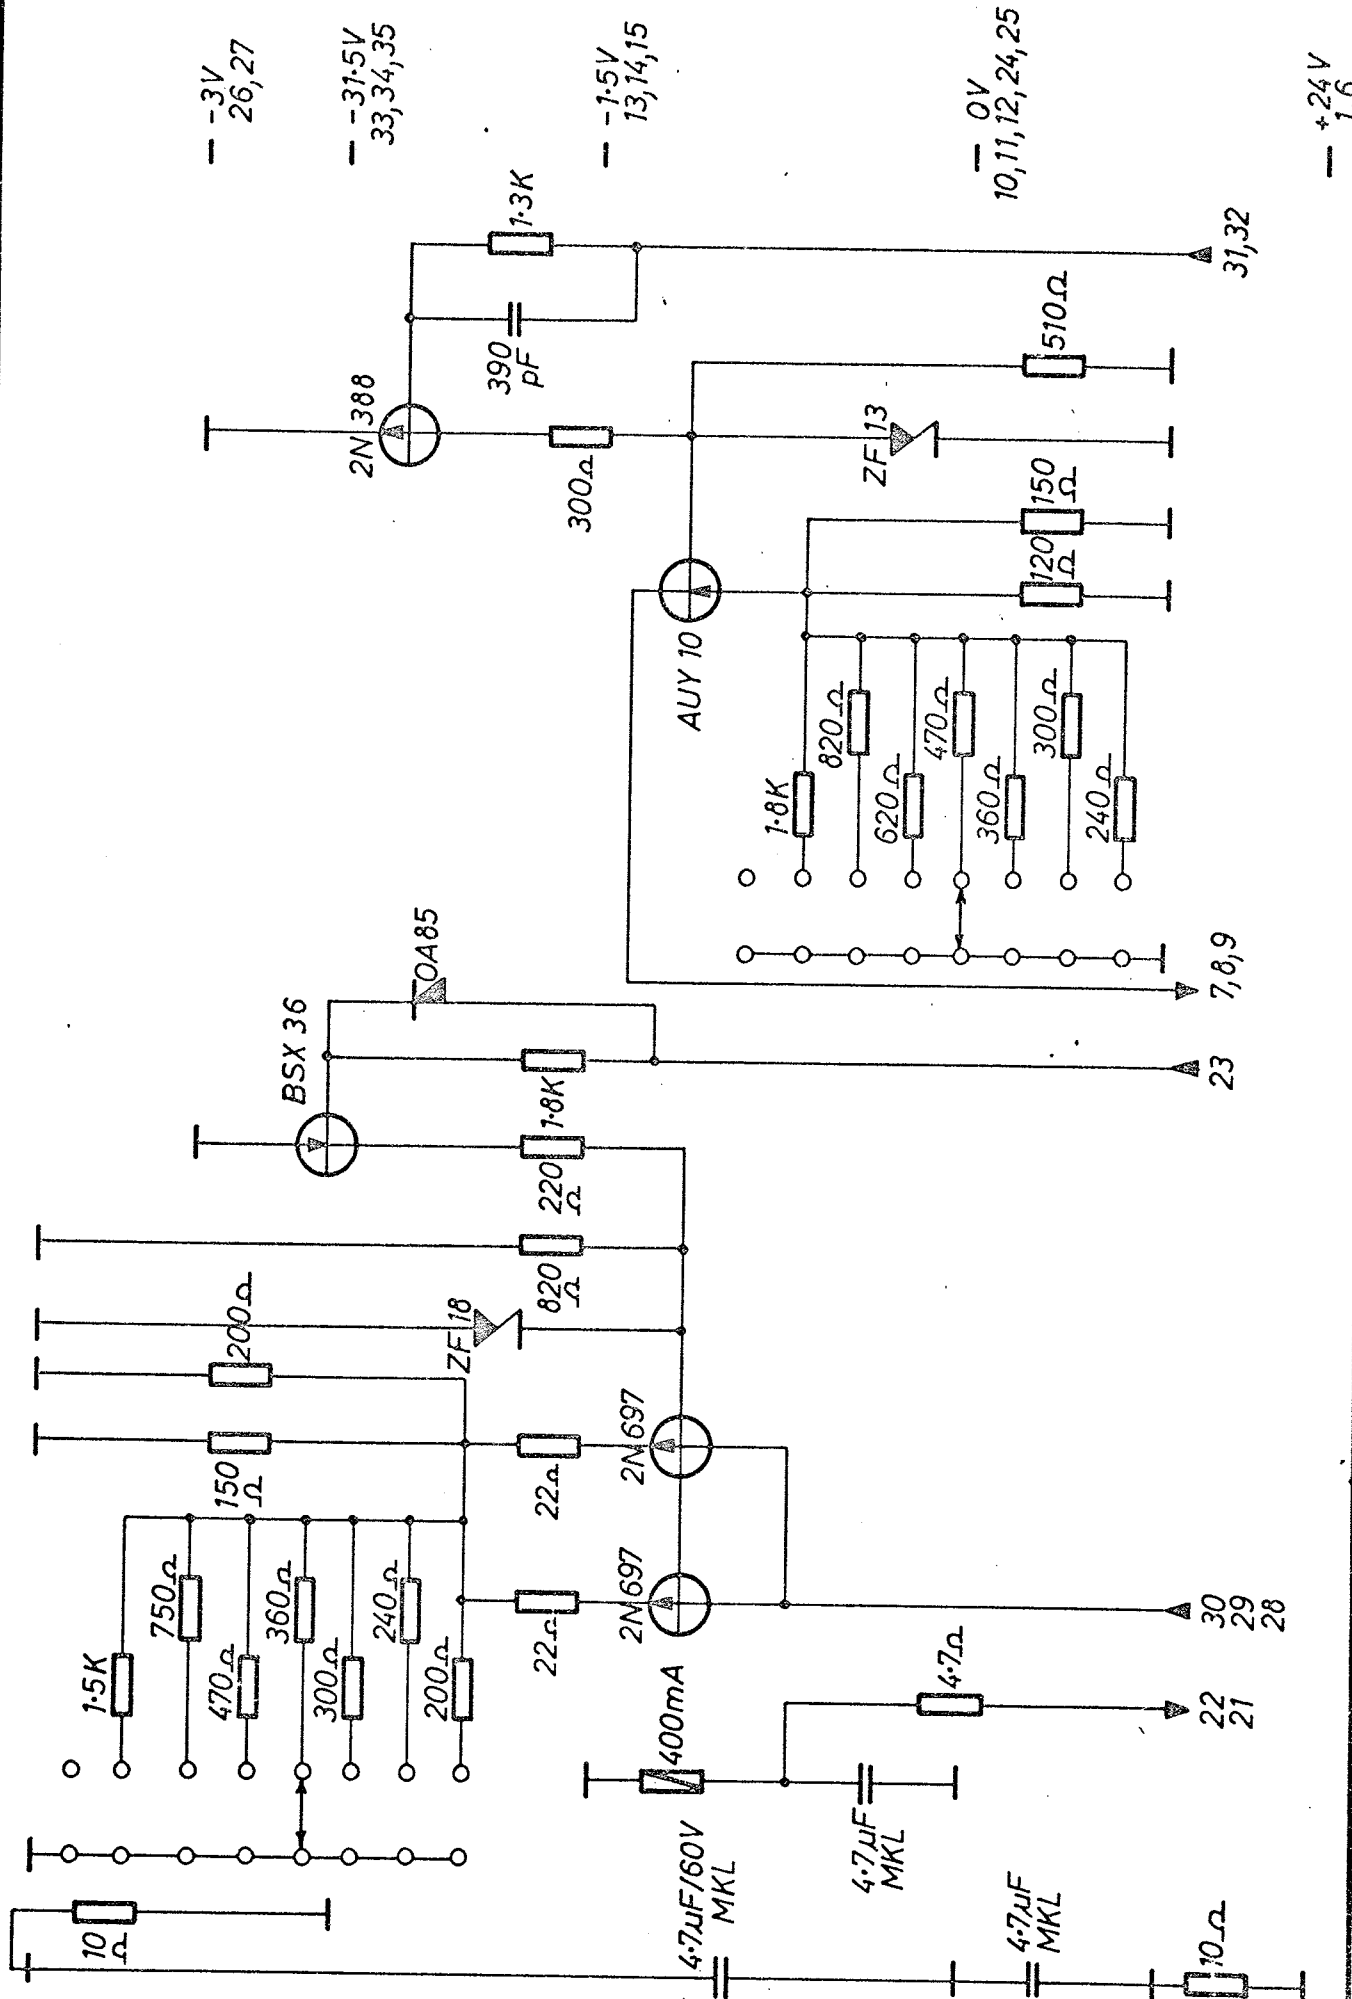 - -3V
26,27
- -31.5V
33,34,35
- -1.5V
13,14,15
- 0V
10,11,12,24,25
- +24V
1.3K
390
pF
2N 388
31,32
300Ω
510Ω
ZF 13
150
Ω
120
Ω
AUY 10
1.8K
820Ω
620Ω
470Ω
360Ω
300Ω
240Ω
7,8,9
OA85
BSX 36
1.8K
23
220
Ω
820
Ω
ZF 18
200Ω
150
Ω
22Ω
2N 697
22Ω
2N 697
1.5K
750Ω
470Ω
360Ω
300Ω
240Ω
200Ω
30
29
28
400mA
4.7Ω
22
21
4.7µF
MKL
4.7µF/60V
MKL
4.7µF
MKL
10
Ω
10Ω